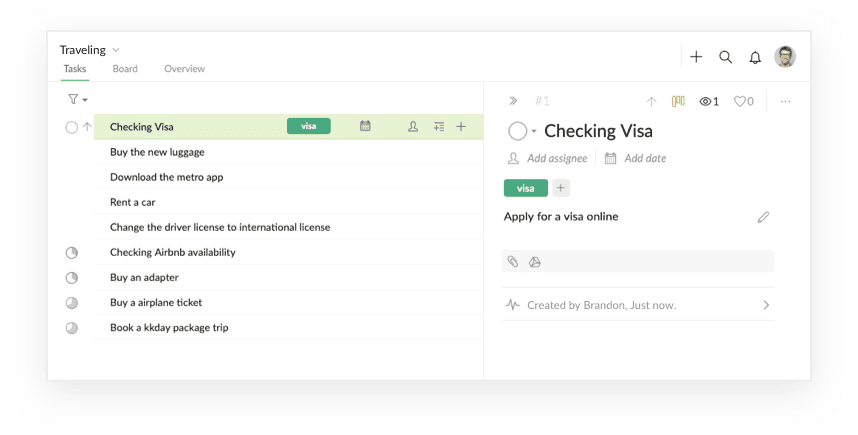 Traveling
Tasks Board Overview
Checking Visa visa
Buy the new luggage
Download the metro app
Rent a car
Change the driver license to international license
Checking Airbnb availability
Buy an adapter
Buy a airplane ticket
Book a kkday package trip
#1 1 0 ...
Checking Visa
Add assignee Add date
visa +
Apply for a visa online
Created by Brandon, Just now.